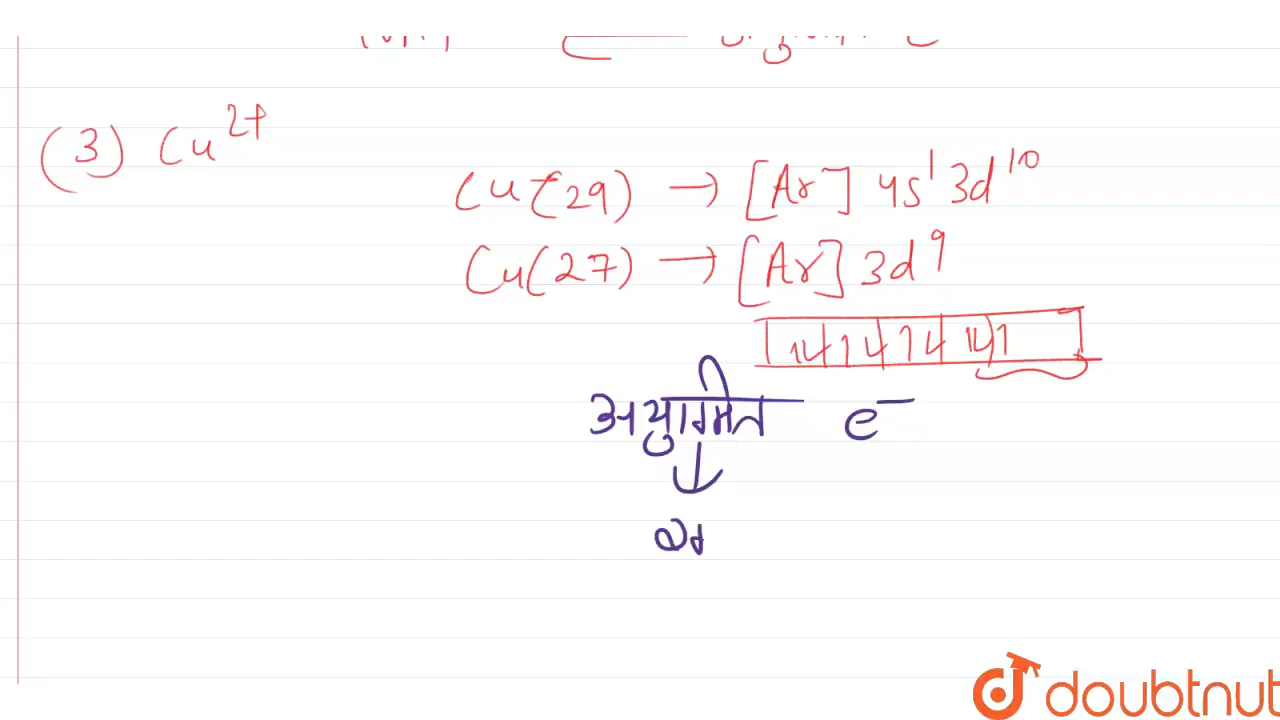 (3) Cu²⁺
Cu(29) → [Ar] 4s¹ 3d¹⁰
Cu(27) → [Ar] 3d⁹
अयुग्मित e⁻
↓
doubtnut